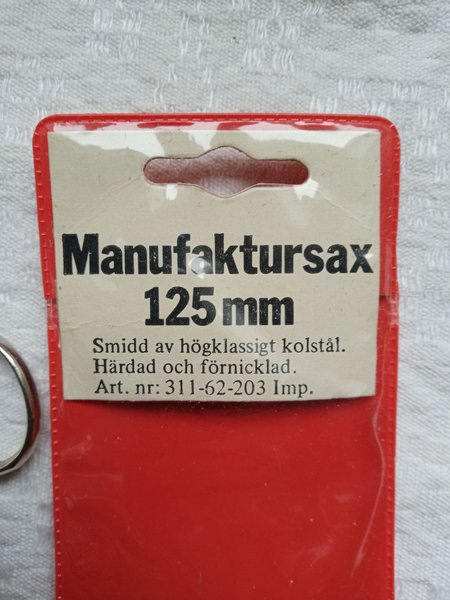 Manufaktursax
125 mm
Smidd av högklassigt kolstål.
Härdad och förnicklad.
Art. nr: 311-62-203 Imp.